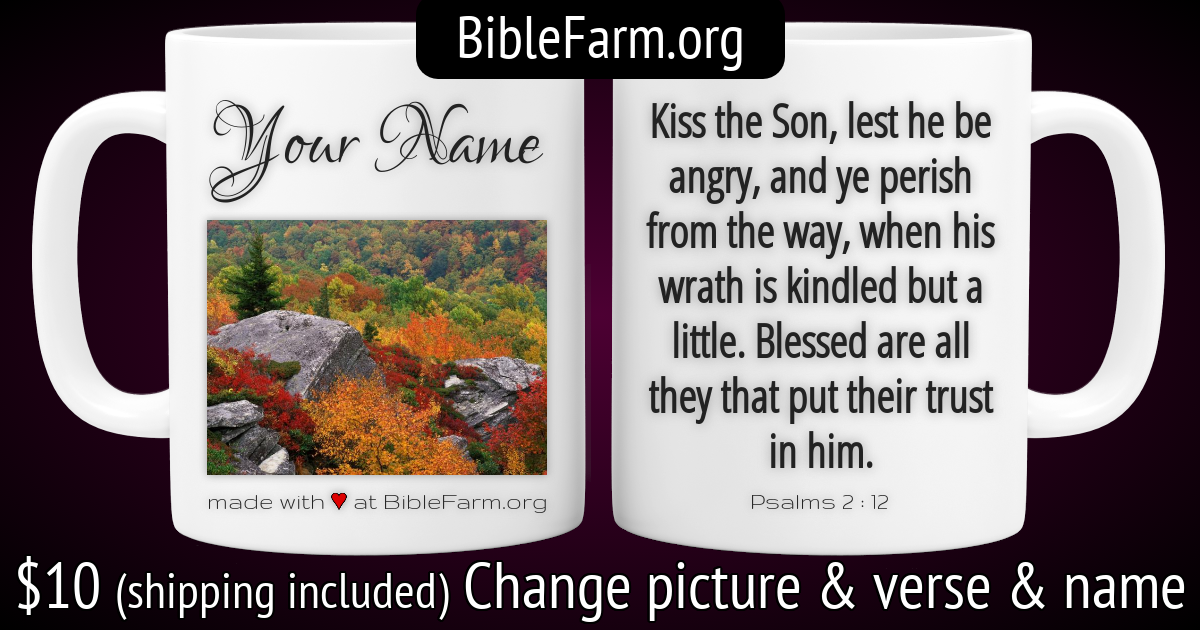 BibleFarm.org
Your Name
made with ♥ at BibleFarm.org
Kiss the Son, lest he be
angry, and ye perish
from the way, when his
wrath is kindled but a
little. Blessed are all
they that put their trust
in him.
Psalms 2 : 12
$10 (shipping included) Change picture & verse & name